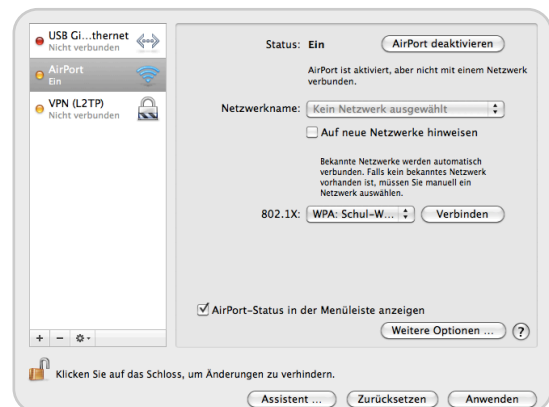 USB Gi...thernet
Nicht verbunden
AirPort
Ein
VPN (L2TP)
Nicht verbunden
Status: Ein
AirPort deaktivieren
AirPort ist aktiviert, aber nicht mit einem Netzwerk
verbunden.
Netzwerkname: Kein Netzwerk ausgewählt
Auf neue Netzwerke hinweisen
Bekannte Netzwerke werden automatisch
verbunden. Falls kein bekanntes Netzwerk
vorhanden ist, müssen Sie manuell ein
Netzwerk auswählen.
802.1X: WPA: Schul-W... Verbinden
AirPort-Status in der Menüleiste anzeigen
Weitere Optionen ... ?
Klicken Sie auf das Schloss, um Änderungen zu verhindern.
Assistent ... Zurücksetzen Anwenden